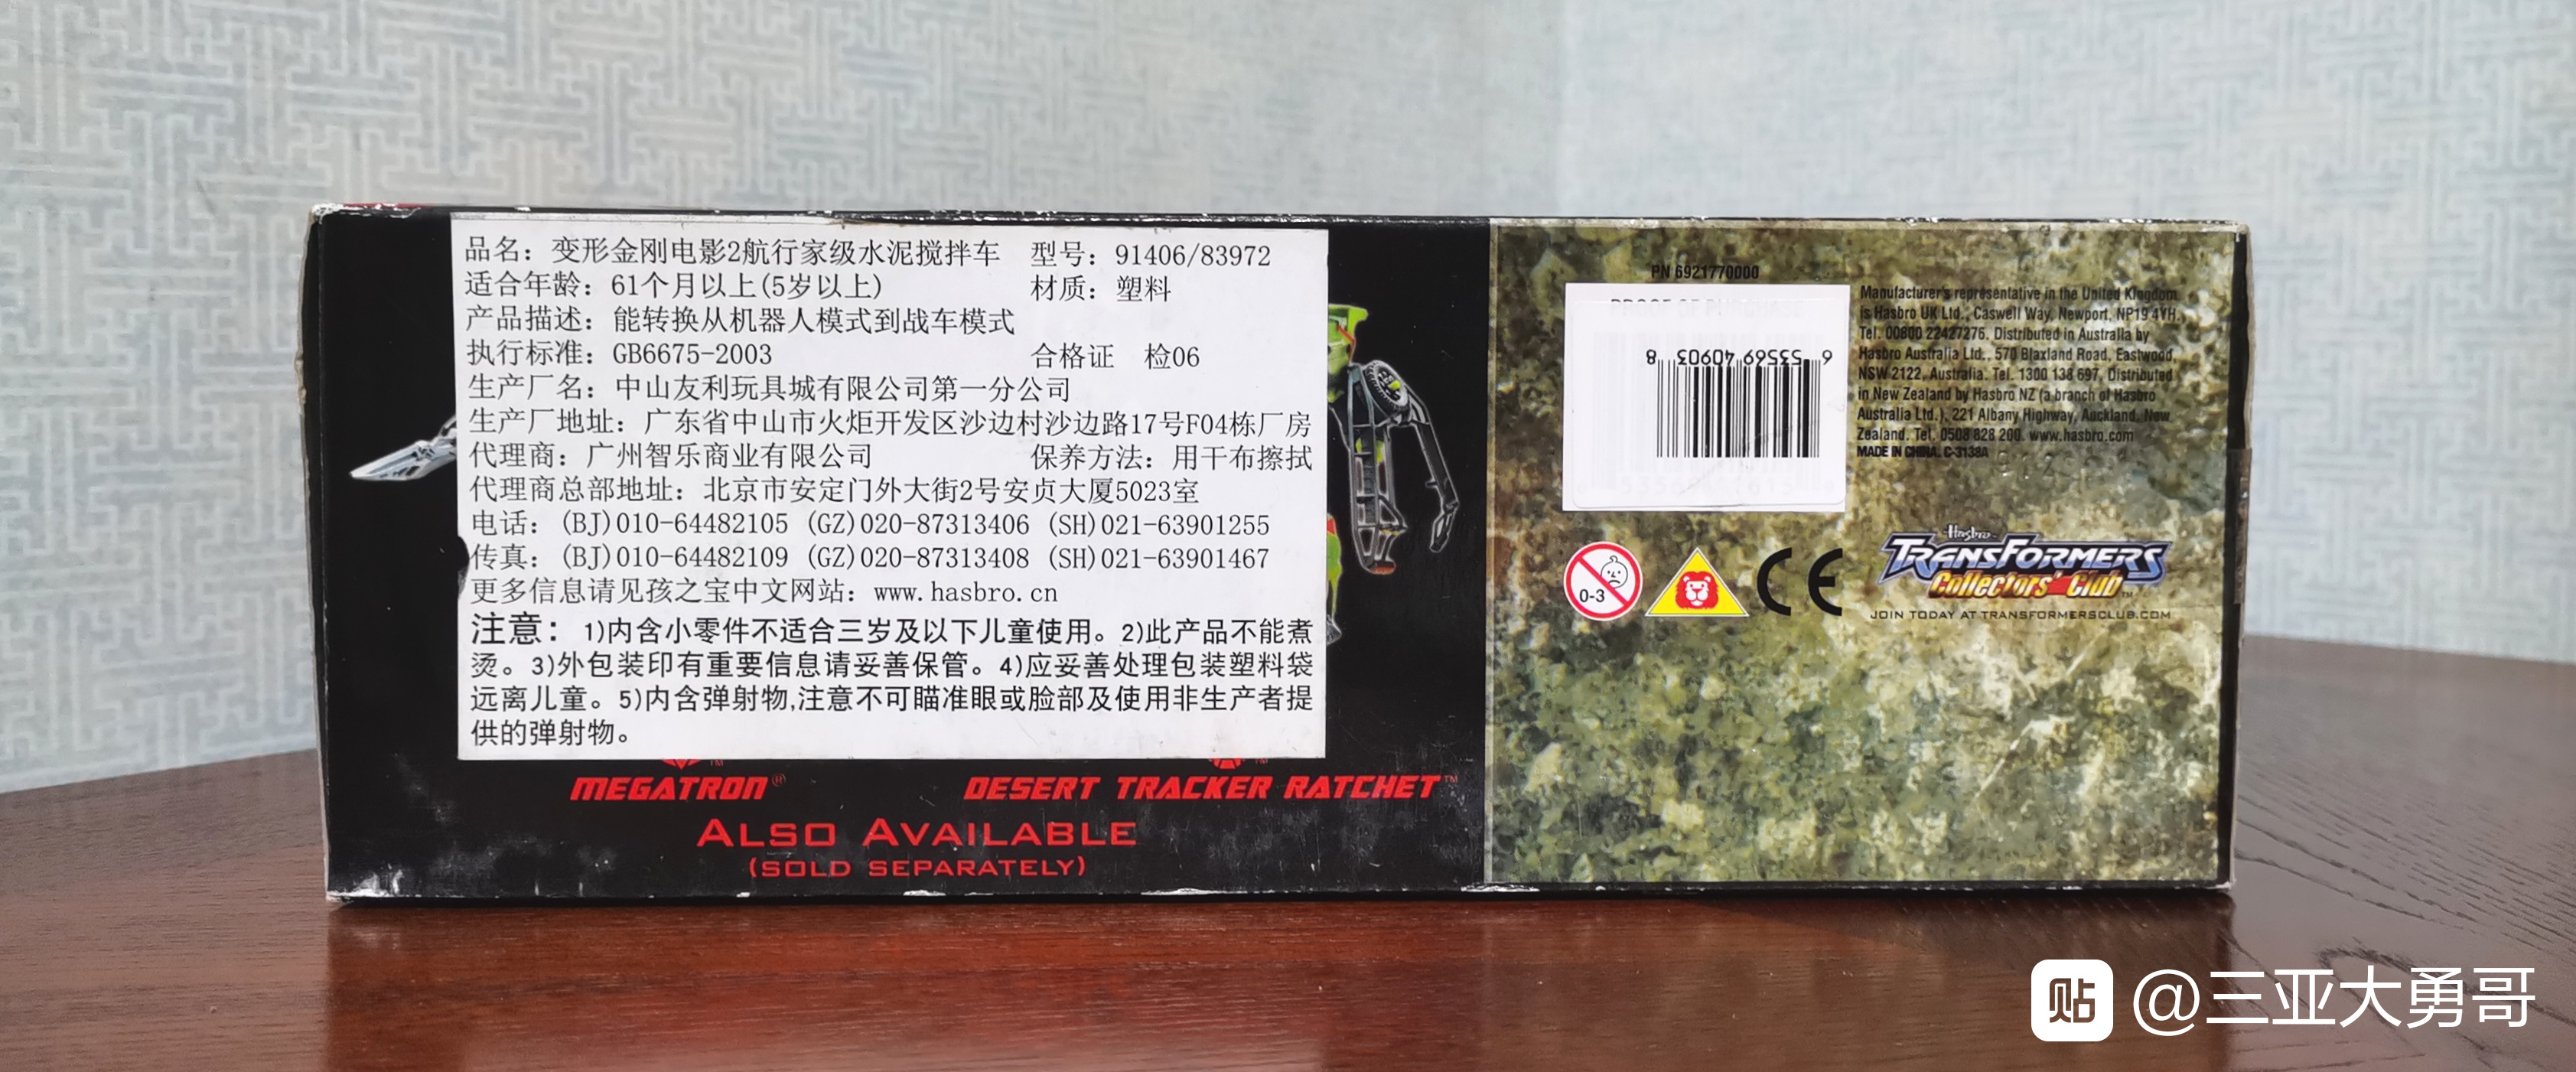 品名：变形金刚电影2航行家级水泥搅拌车 型号：91406/83972
适合年龄：61个月以上(5岁以上) 材质：塑料
产品描述：能转换从机器人模式到战车模式
执行标准：GB6675-2003 合格证 检06
生产厂名：中山友利玩具城有限公司第一分公司
生产厂地址：广东省中山市火炬开发区沙边村沙边路17号F04栋厂房
代理商：广州智乐商业有限公司 保养方法：用干布擦拭
代理商总部地址：北京市安定门外大街2号安贞大厦5023室
电话：(BJ)010-64482105 (GZ)020-87313406 (SH)021-63901255
传真：(BJ)010-64482109 (GZ)020-87313408 (SH)021-63901467
更多信息请见孩之宝中文网站：www.hasbro.cn
注意：1)内含小零件不适合三岁及以下儿童使用。2)此产品不能煮
烫。3)外包装印有重要信息请妥善保管。4)应妥善处理包装塑料袋
远离儿童。5)内含弹射物,注意不可瞄准眼或脸部及使用非生产者提
供的弹射物。
MEGATRON®
DESERT TRACKER RATCHET™
ALSO AVAILABLE
(SOLD SEPARATELY)
PN 6921770000
6 53569 40903 8
Manufacturer's representative in the United Kingdom
is Hasbro UK Ltd., Caswell Way, Newport, NP19 4YH.
Tel. 00800 22427276. Distributed in Australia by
Hasbro Australia Ltd., 570 Blaxland Road, Eastwood,
NSW 2122, Australia. Tel. 1300 138 697. Distributed
in New Zealand by Hasbro NZ (a branch of Hasbro
Australia Ltd.), 221 Albany Highway, Auckland, New
Zealand. Tel. 0508 828 200. www.hasbro.com
MADE IN CHINA. C-3138A
0-3
CE
Hasbro
TRANSFORMERS
Collectors' Club™
JOIN TODAY AT TRANSFORMERSCLUB.COM
贴 @三亚大勇哥